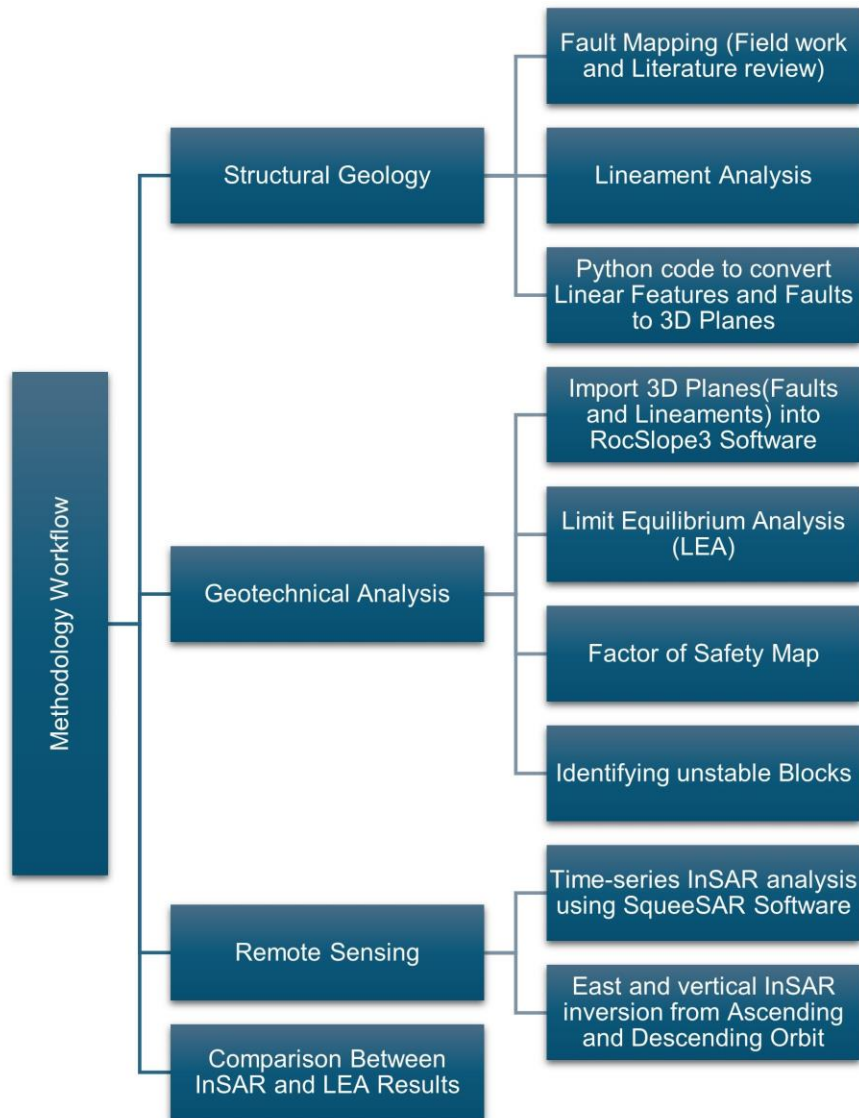 Methodology Workflow
Structural Geology
Fault Mapping (Field work
and Literature review)
Lineament Analysis
Python code to convert
Linear Features and Faults
to 3D Planes
Geotechnical Analysis
Import 3D Planes(Faults
and Lineaments) into
RocSlope3 Software
Limit Equilibrium Analysis
(LEA)
Factor of Safety Map
Identifying unstable Blocks
Remote Sensing
Time-series InSAR analysis
using SqueeSAR Software
East and vertical InSAR
inversion from Ascending
and Descending Orbit
Comparison Between
InSAR and LEA Results